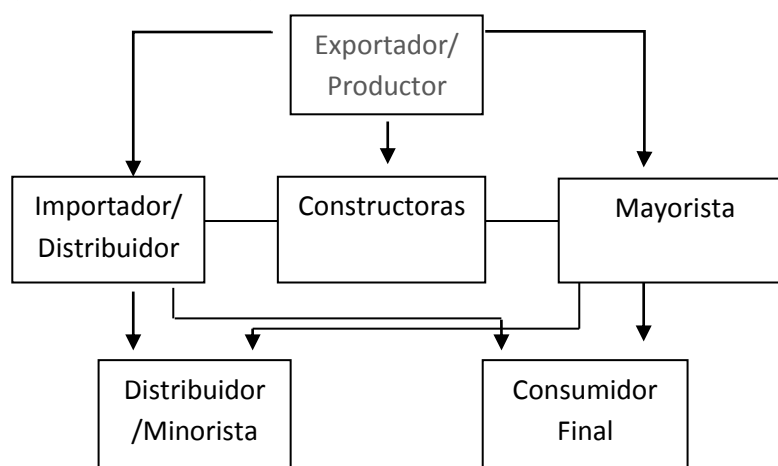 Exportador/
Productor
Importador/
Distribuidor
Constructoras
Mayorista
Distribuidor
/Minorista
Consumidor
Final